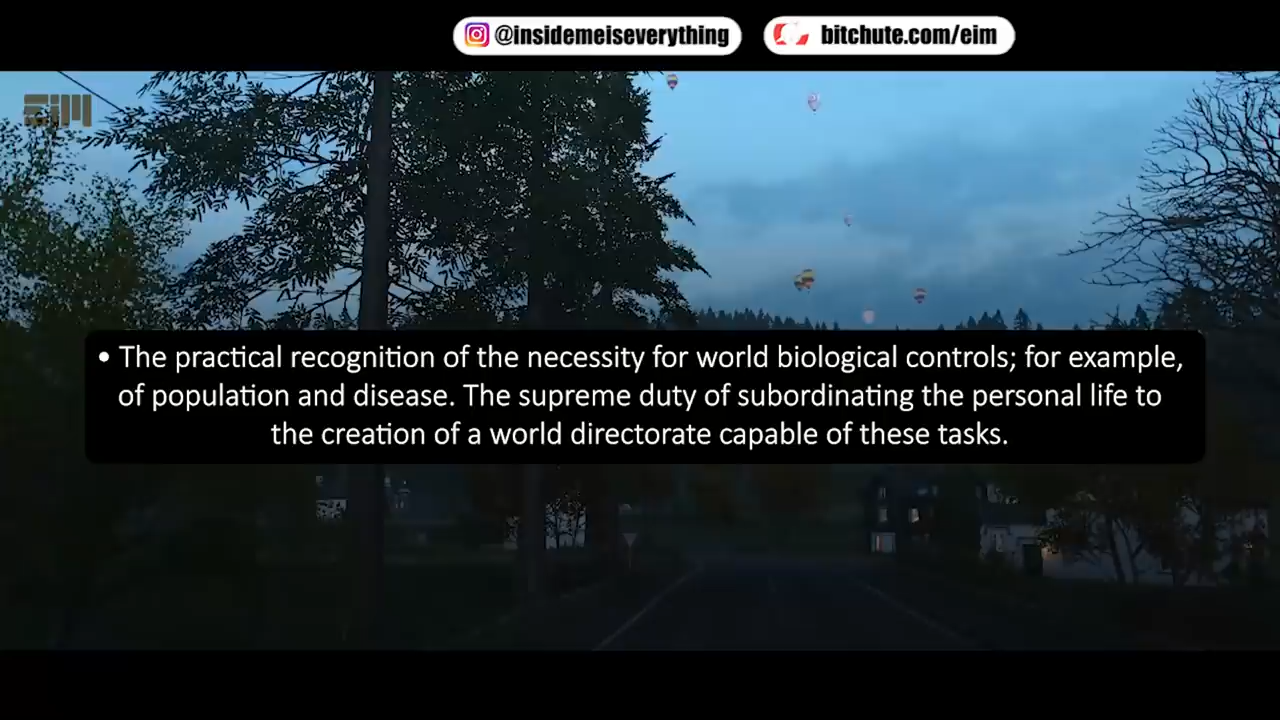 @insidemeiseverything bitchute.com/eim
EIM
• The practical recognition of the necessity for world biological controls; for example,
of population and disease. The supreme duty of subordinating the personal life to
the creation of a world directorate capable of these tasks.